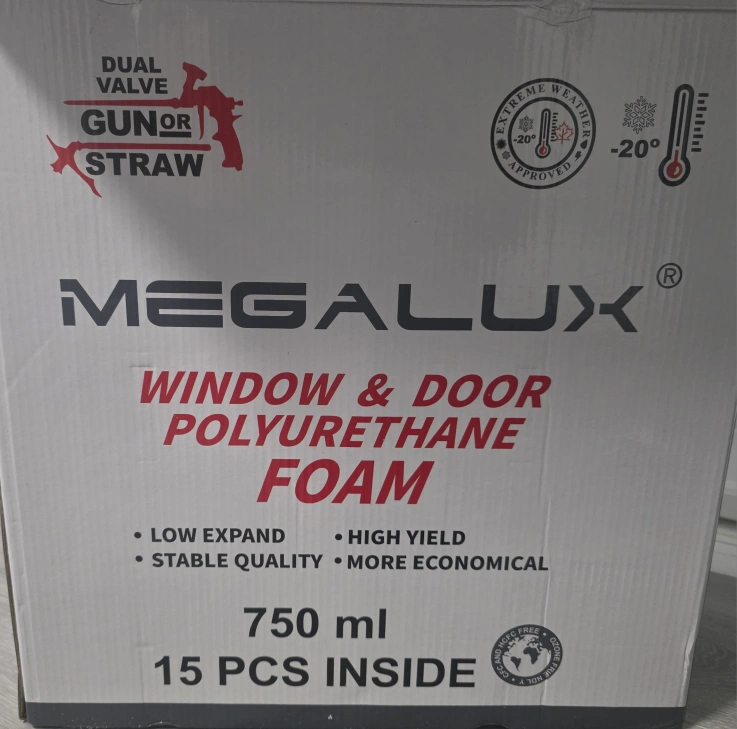 DUAL
VALVE
GUN OR
STRAW
EXTREME WEATHER
-20°
APPROVED
-20°
MEGALUX®
WINDOW & DOOR
POLYURETHANE
FOAM
• LOW EXPAND • HIGH YIELD
• STABLE QUALITY • MORE ECONOMICAL
750 ml
15 PCS INSIDE
CFC AND HCFC FREE • OZONE FRIENDLY •